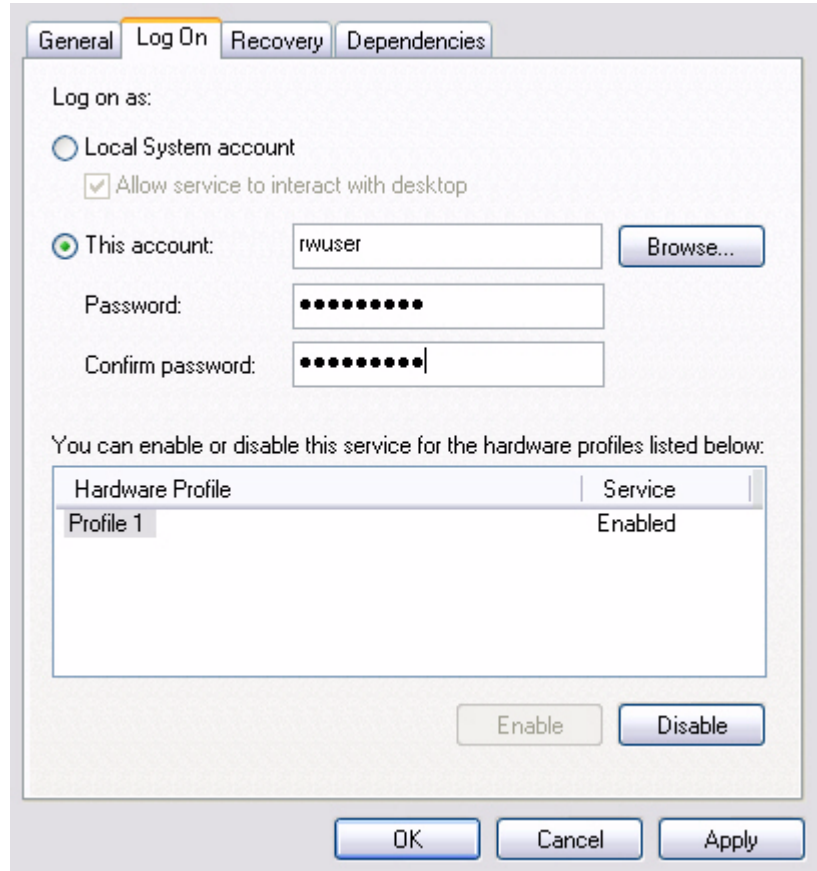 General Log On Recovery Dependencies
Log on as:
Local System account
Allow service to interact with desktop
This account: rwuser Browse...
Password: ●●●●●●●●●
Confirm password: ●●●●●●●●●
You can enable or disable this service for the hardware profiles listed below:
Hardware Profile Service
Profile 1 Enabled
Enable Disable
OK Cancel Apply